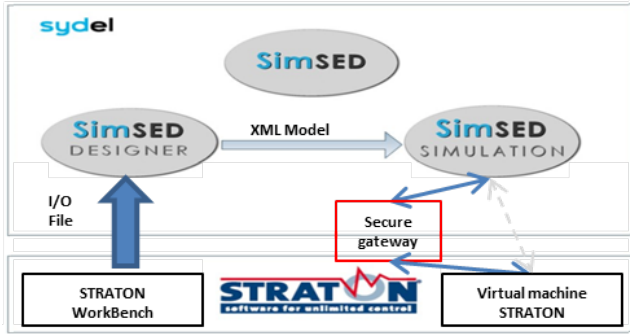 sydel
SimSED
SimSED
DESIGNER
XML Model
SimSED
SIMULATION
I/O
File
Secure
gateway
STRATON
WorkBench
STRATON
software for unlimited control
Virtual machine
STRATON